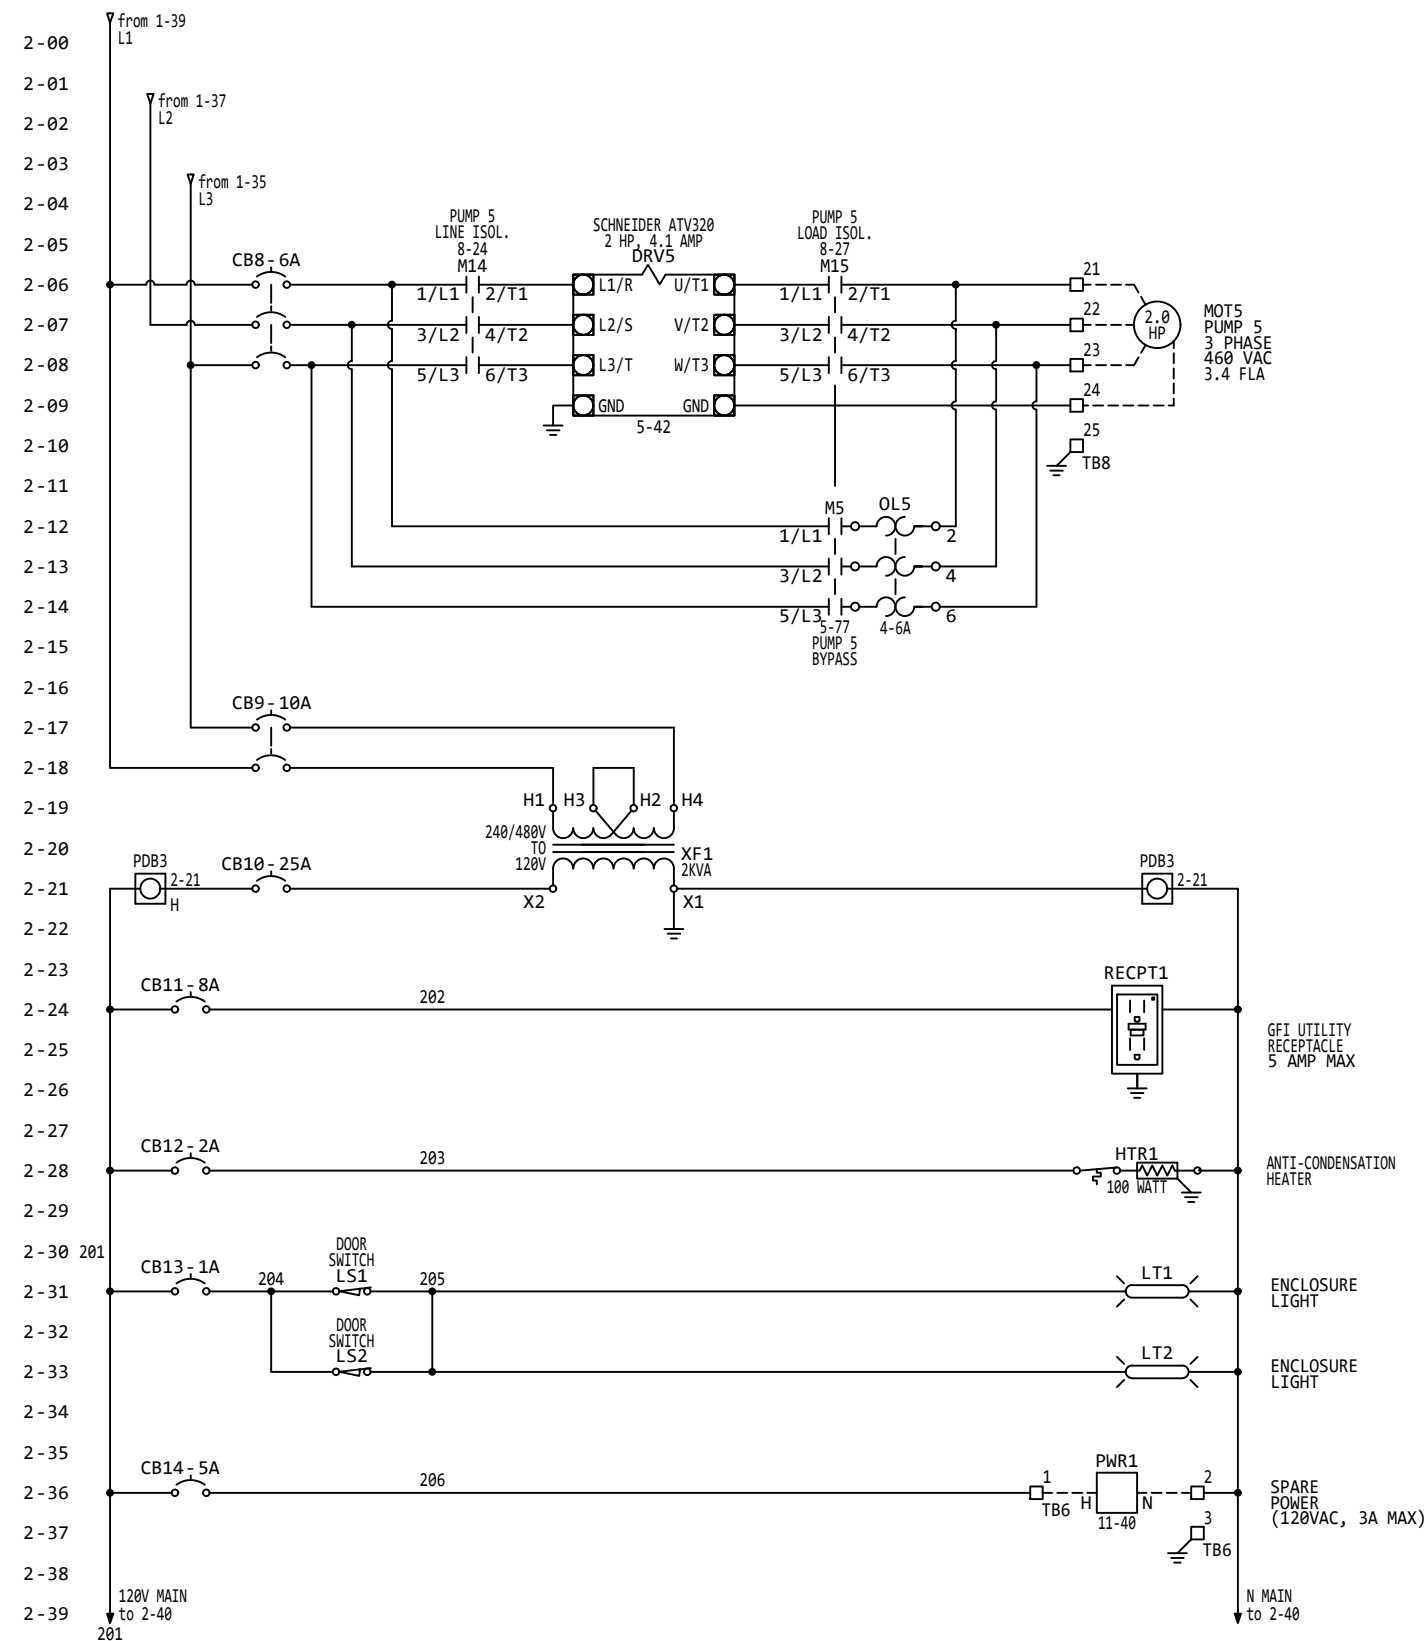 from 1-39
L1
2-00
2-01
from 1-37
L2
2-02
2-03
from 1-35
L3
2-04
PUMP 5
LINE ISOL.
8-24
M14
SCHNEIDER ATV320
2 HP, 4.1 AMP
DRV5
PUMP 5
LOAD ISOL.
8-27
M15
2-05
CB8-6A
2-06
1/L1 2/T1
L1/R U/T1
1/L1 2/T1
21
2-07
3/L2 4/T2
L2/S V/T2
3/L2 4/T2
22
2.0
HP
MOT5
PUMP 5
3 PHASE
460 VAC
3.4 FLA
2-08
5/L3 6/T3
L3/T W/T3
5/L3 6/T3
23
2-09
GND GND
5-42
24
2-10
25
TB8
2-11
M5 OL5
2-12
1/L1 2
2-13
3/L2 4
2-14
5/L3 6
5-77
PUMP 5
BYPASS
4-6A
2-15
2-16
CB9-10A
2-17
2-18
2-19
H1 H3 H2 H4
240/480V
TO
120V
XF1
2KVA
2-20
PDB3
CB10-25A
PDB3
2-21
2-21
H
X2 X1
2-21
2-22
2-23
CB11-8A
RECPT1
2-24
202
GFI UTILITY
RECEPTACLE
5 AMP MAX
2-25
2-26
2-27
CB12-2A
2-28
203
HTR1
100 WATT
ANTI-CONDENSATION
HEATER
2-29
2-30 201
CB13-1A
DOOR
SWITCH
LS1
2-31
204
205
LT1
ENCLOSURE
LIGHT
2-32
DOOR
SWITCH
LS2
2-33
LT2
ENCLOSURE
LIGHT
2-34
2-35
CB14-5A
2-36
206
1
TB6
PWR1
H N
11-40
2
SPARE
POWER
(120VAC, 3A MAX)
2-37
3
TB6
2-38
2-39
120V MAIN
to 2-40
201
N MAIN
to 2-40